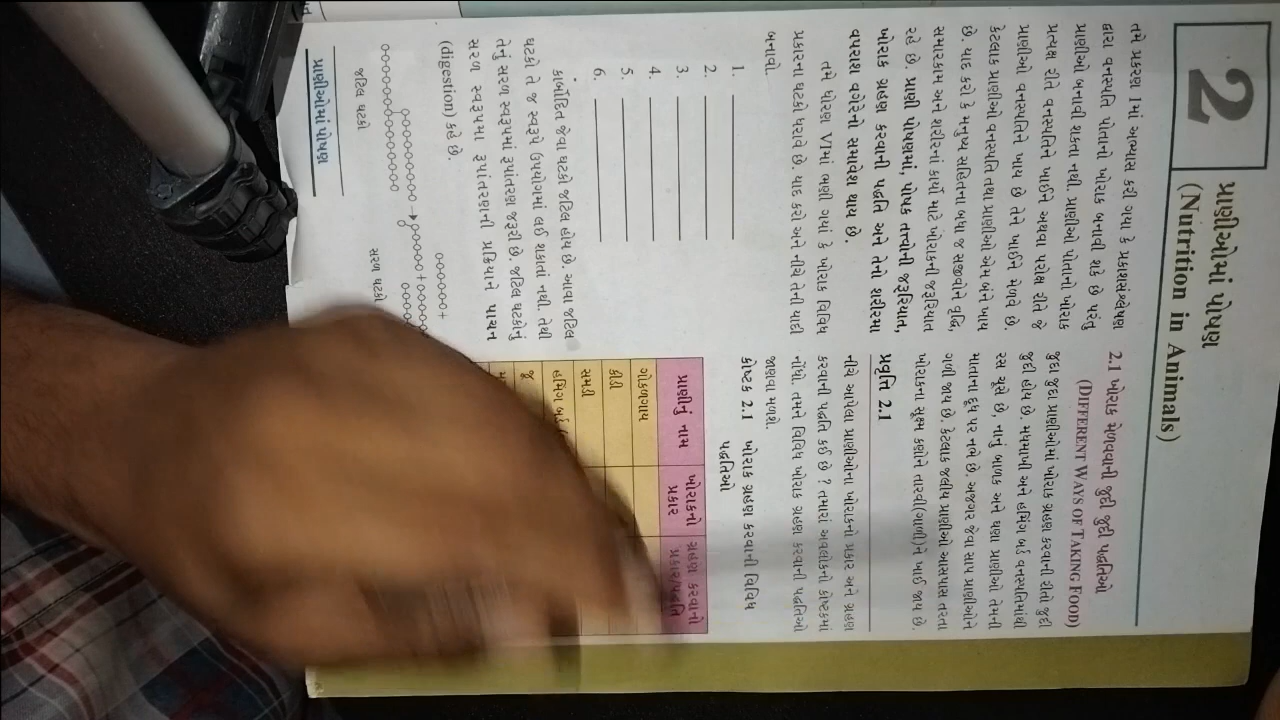 2
પ્રાણીઓમાં પોષણ
(Nutrition in Animals)
તમે પ્રકરણ 1માં અભ્યાસ કરી ગયા કે પ્રકાશસંશ્લેષણ
દ્વારા વનસ્પતિ પોતાનો ખોરાક બનાવી શકે છે પરંતુ
પ્રાણીઓ બનાવી શકતા નથી. પ્રાણીઓ પોતાનો ખોરાક
પ્રત્યક્ષ રીતે વનસ્પતિને ખાઈને અથવા પરોક્ષ રીતે જે
પ્રાણીઓ વનસ્પતિને ખાય છે તેને ખાઈને મેળવે છે.
કેટલાક પ્રાણીઓ વનસ્પતિ તથા પ્રાણીઓ એમ બંને ખાય
છે. યાદ કરો કે મનુષ્ય સહિતના બધા જ સજીવોને વૃદ્ધિ
સમારકામ અને શરીરનાં કાર્યો માટે ખોરાકની જરૂરિયાત
રહે છે. પ્રાણી પોષણમાં, પોષક તત્ત્વોની જરૂરિયાત,
ખોરાક ગ્રહણ કરવાની પદ્ધતિ અને તેનો શરીરમાં
વપરાશ વગેરેનો સમાવેશ થાય છે.
તમે ધોરણ VIમાં ભણી ગયાં કે ખોરાક વિવિધ
પ્રકારના ઘટકો ધરાવે છે. યાદ કરો અને નીચે તેની યાદી
બનાવો.
1.
2.
3.
4.
5.
6.
કાર્બોદિત જેવા ઘટકો જટિલ હોય છે. આવા જટિલ
ઘટકો તે જ સ્વરૂપે ઉપયોગમાં લઈ શકાતાં નથી. તેથી
તેનું સરળ સ્વરૂપમાં રૂપાંતરણ જરૂરી છે. જટિલ ઘટકોનું
સરળ સ્વરૂપમાં રૂપાંતરણની પ્રક્રિયાને પાચન
(digestion) કહે છે.
જટિલ ઘટકો
સરળ ઘટકો
પ્રાણીઓમાં પોષણ
2.1 ખોરાક મેળવવાની જુદી જુદી પદ્ધતિઓ
(DIFFERENT WAYS OF TAKING FOOD)
જુદા જુદા પ્રાણીઓમાં ખોરાક ગ્રહણ કરવાની રીતો જુદી
જુદી હોય છે. મધમાખી અને હમિંગ બર્ડ વનસ્પતિમાંથી
રસ ચૂસે છે, નાનું બાળક અને ઘણા પ્રાણીઓ તેમની
માતાના દૂધ પર નભે છે. અજગર જેવા સાપ પ્રાણીઓને
ગળી જાય છે. કેટલાક જલીય પ્રાણીઓ આસપાસ તરતા
ખોરાકના સૂક્ષ્મ કણોને તારવી(ગાળી)ને ખાઈ જાય છે.
પ્રવૃત્તિ 2.1
નીચે આપેલા પ્રાણીઓના ખોરાકનો પ્રકાર અને ગ્રહણ
કરવાની પદ્ધતિ કઈ છે ? તમારાં અવલોકનો કોષ્ટકમાં
નોંધો. તમને વિવિધ ખોરાક ગ્રહણ કરવાની પદ્ધતિઓ
જાણવા મળશે.
કોષ્ટક 2.1 ખોરાક ગ્રહણ કરવાની વિવિધ
પદ્ધતિઓ
પ્રાણીનું નામ
ખોરાકનો પ્રકાર
ગ્રહણ કરવાનો પ્રકાર/પદ્ધતિ
ગોકળગાય
કીડી
સમડી
હમિંગ બર્ડ
જૂ